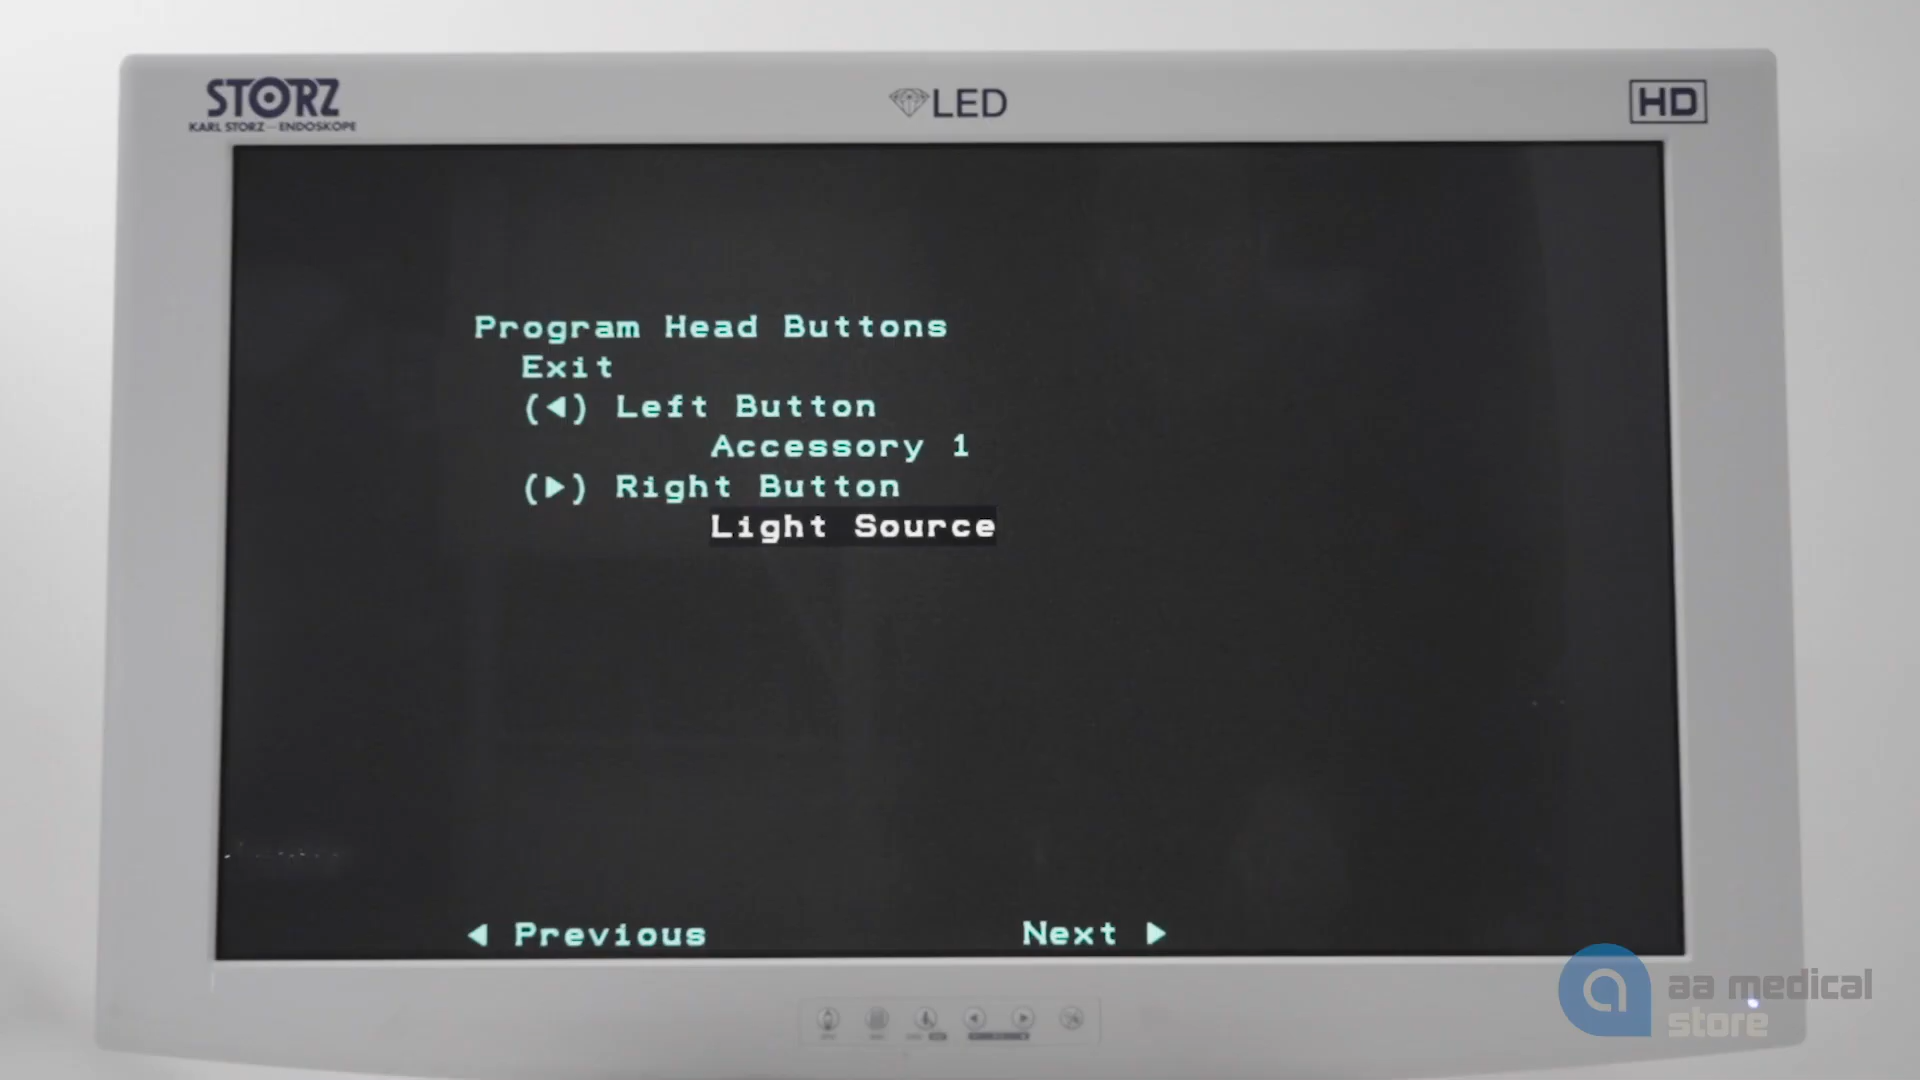 STORZ
KARL STORZ—ENDOSKOPE
LED
HD
Program Head Buttons
Exit
(◀) Left Button
Accessory 1
(▶) Right Button
Light Source
◀ Previous
Next ▶
aa medical
store